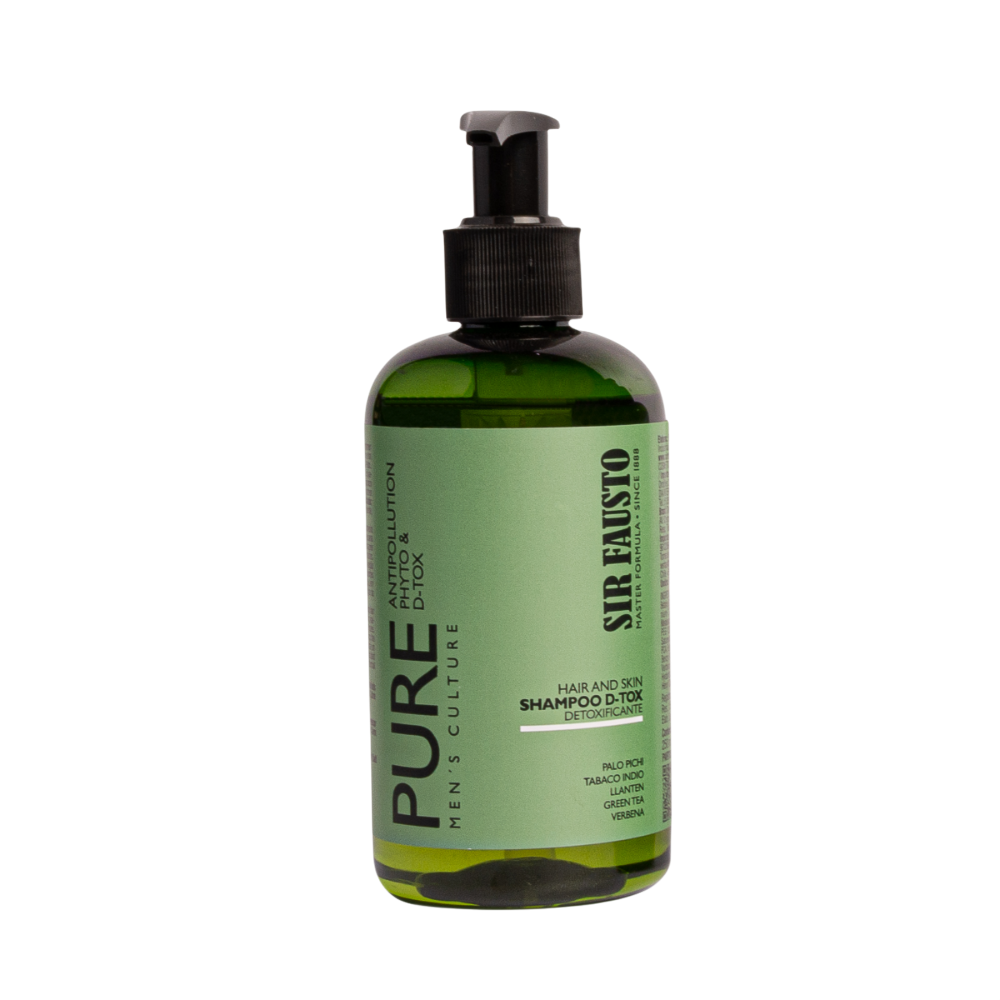 PURE
ANTIPOLLUTION
PHYTO &
D-TOX
MEN'S CULTURE
SIR FAUSTO
MASTER FORMULA • SINCE 1888
HAIR AND SKIN
SHAMPOO D-TOX
DETOXIFICANTE
PALO PICHI
TABACO INDIO
LLANTEN
GREEN TEA
VERBENA